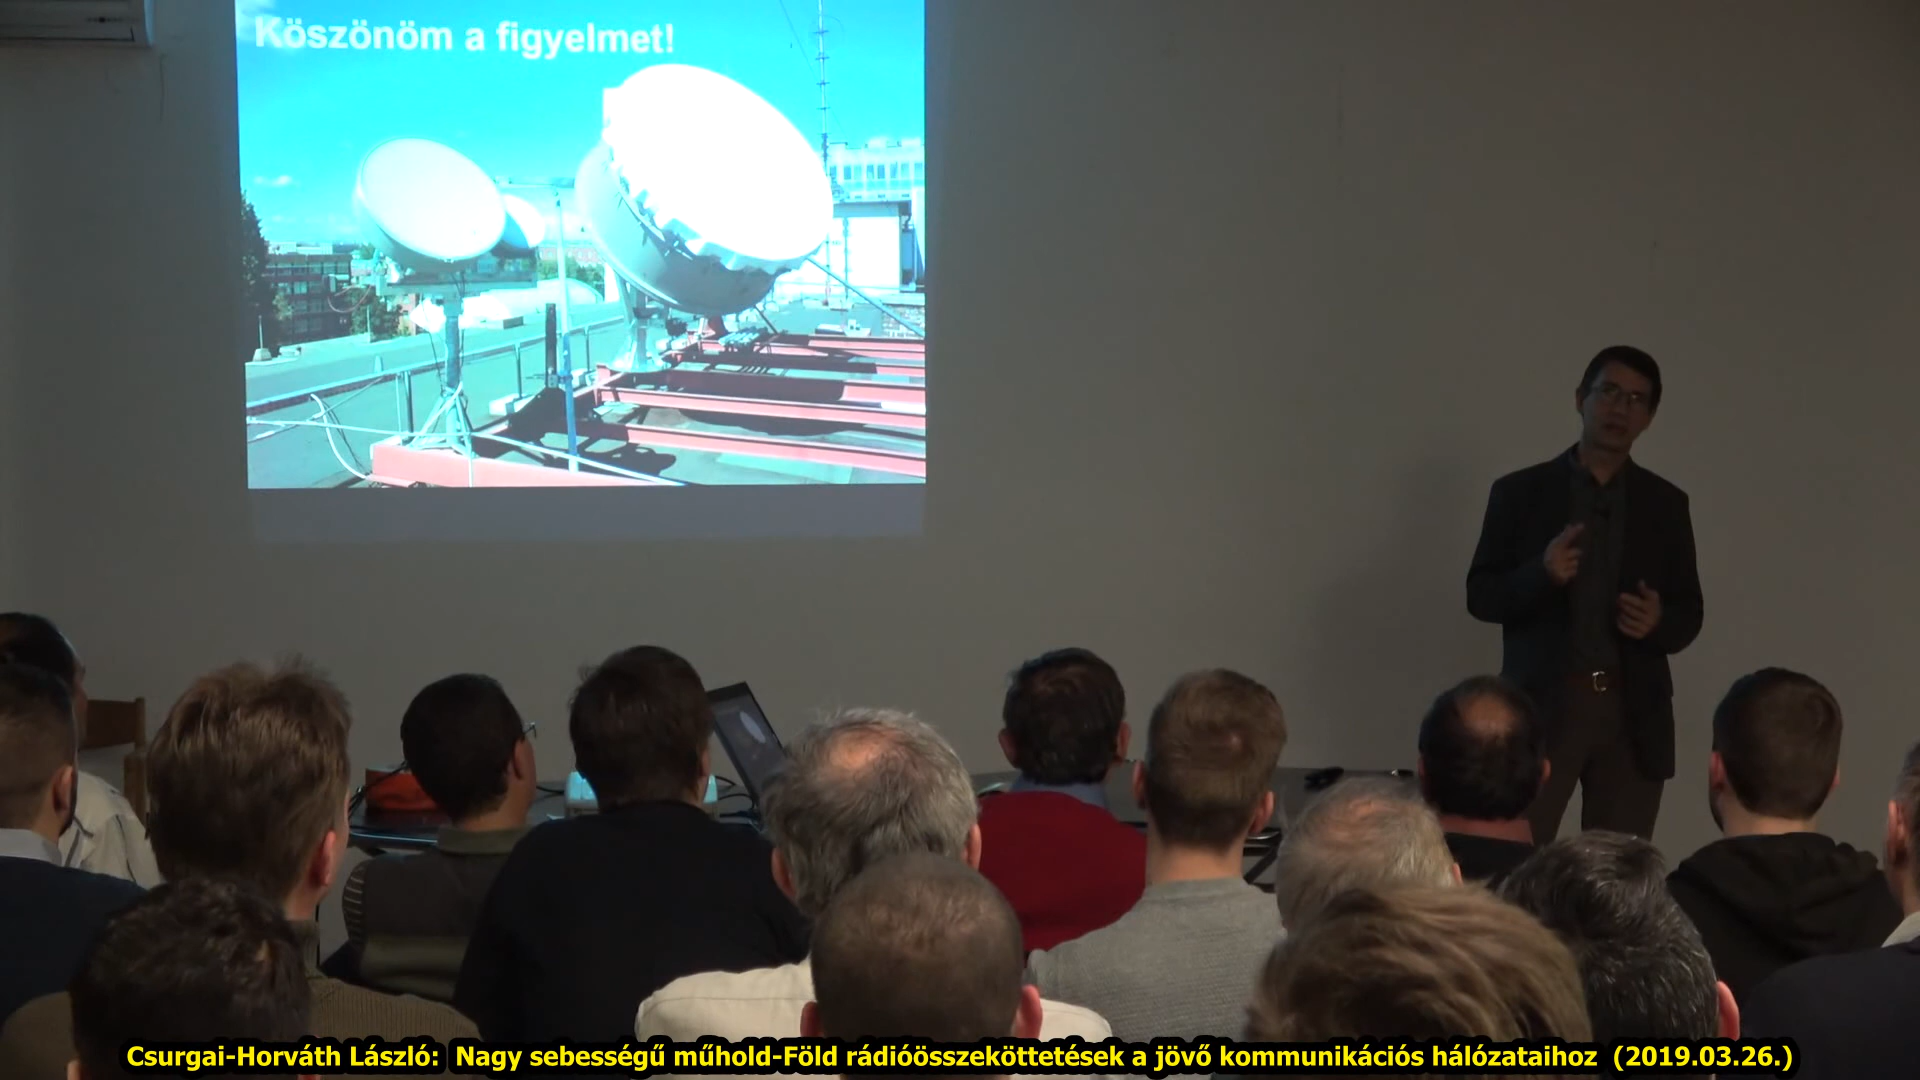 Köszönöm a figyelmet!
Csurgai-Horváth László: Nagy sebességű műhold-Föld rádióösszeköttetések a jövő kommunikációs hálózataihoz (2019.03.26.)